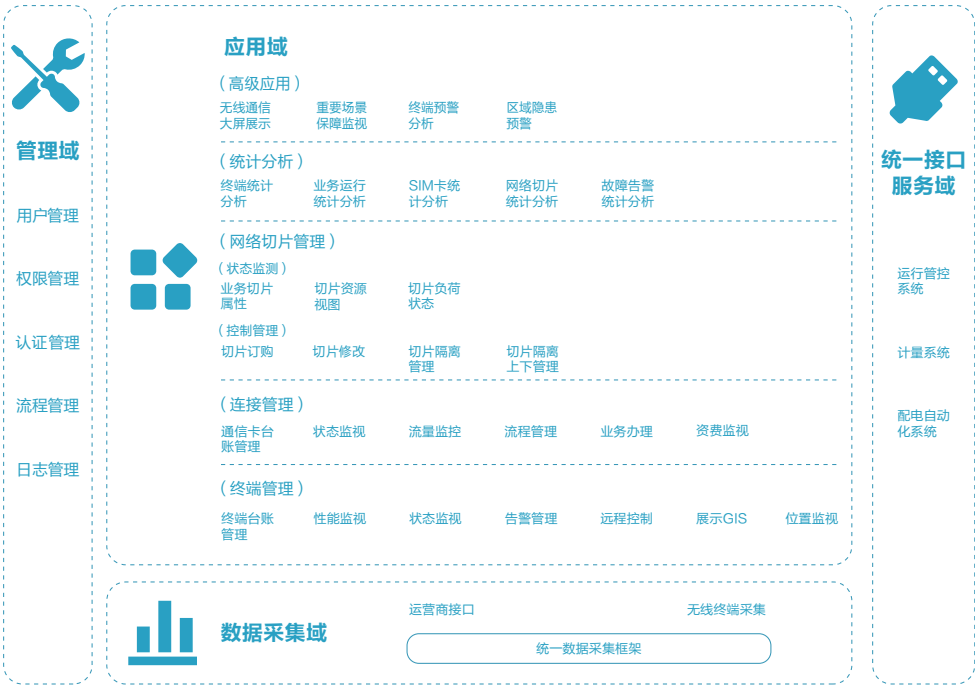 管理域
用户管理
权限管理
认证管理
流程管理
日志管理
应用域
（高级应用）
无线通信 重要场景 终端预警 区域隐患
大屏展示 保障监视 分析 预警
（统计分析）
终端统计 业务运行 SIM卡统 网络切片 故障告警
分析 统计分析 计分析 统计分析 统计分析
（网络切片管理）
（状态监测）
业务切片 切片资源 切片负荷
属性 视图 状态
（控制管理）
切片订购 切片修改 切片隔离 切片隔离
管理 上下管理
（连接管理）
通信卡台 状态监视 流量监控 流程管理 业务办理 资费监视
账管理
（终端管理）
终端台账 性能监视 状态监视 告警管理 远程控制 展示GIS 位置监视
管理
数据采集域
运营商接口 无线终端采集
统一数据采集框架
统一接口
服务域
运行管控
系统
计量系统
配电自动
化系统